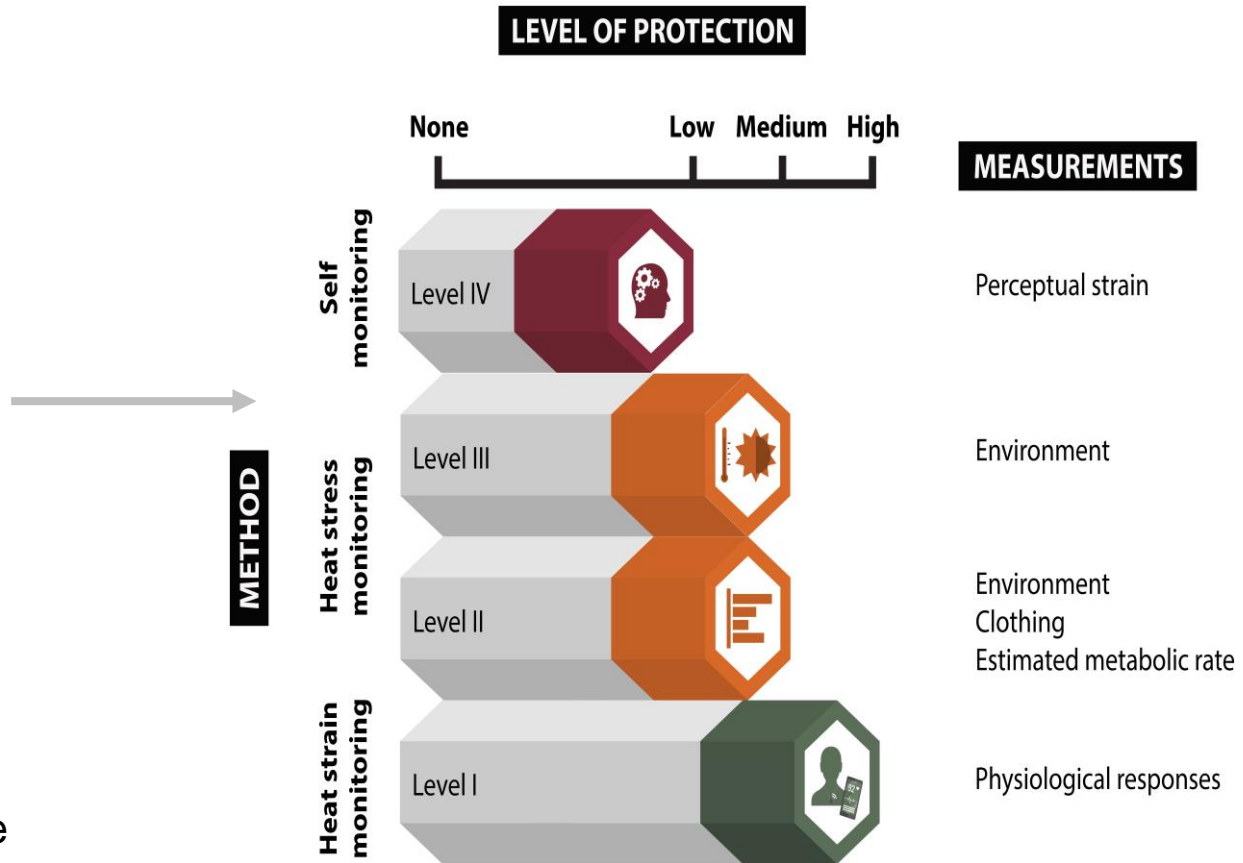 LEVEL OF PROTECTION
None Low Medium High
MEASUREMENTS
METHOD
Self
monitoring
Level IV
Perceptual strain
Heat stress
monitoring
Level III
Environment
Level II
Environment
Clothing
Estimated metabolic rate
Heat strain
monitoring
Level I
Physiological responses
e